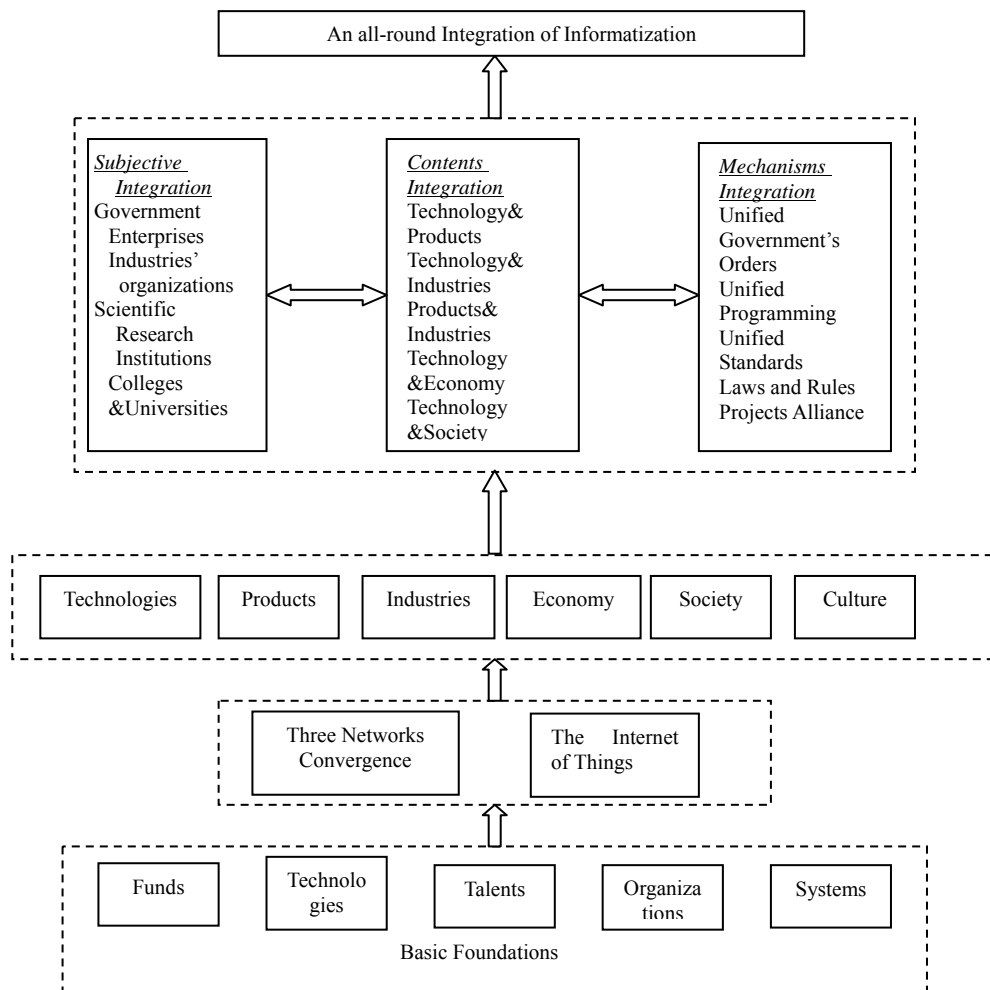 An all-round Integration of Informatization
Subjective
Integration
Government
Enterprises
Industries’
organizations
Scientific
Research
Institutions
Colleges
&Universities
Contents
Integration
Technology&
Products
Technology&
Industries
Products&
Industries
Technology
&Economy
Technology
&Society
Mechanisms
Integration
Unified
Government’s
Orders
Unified
Programming
Unified
Standards
Laws and Rules
Projects Alliance
Technologies
Products
Industries
Economy
Society
Culture
Three Networks
Convergence
The Internet
of Things
Funds
Technolo
gies
Talents
Organiza
tions
Systems
Basic Foundations